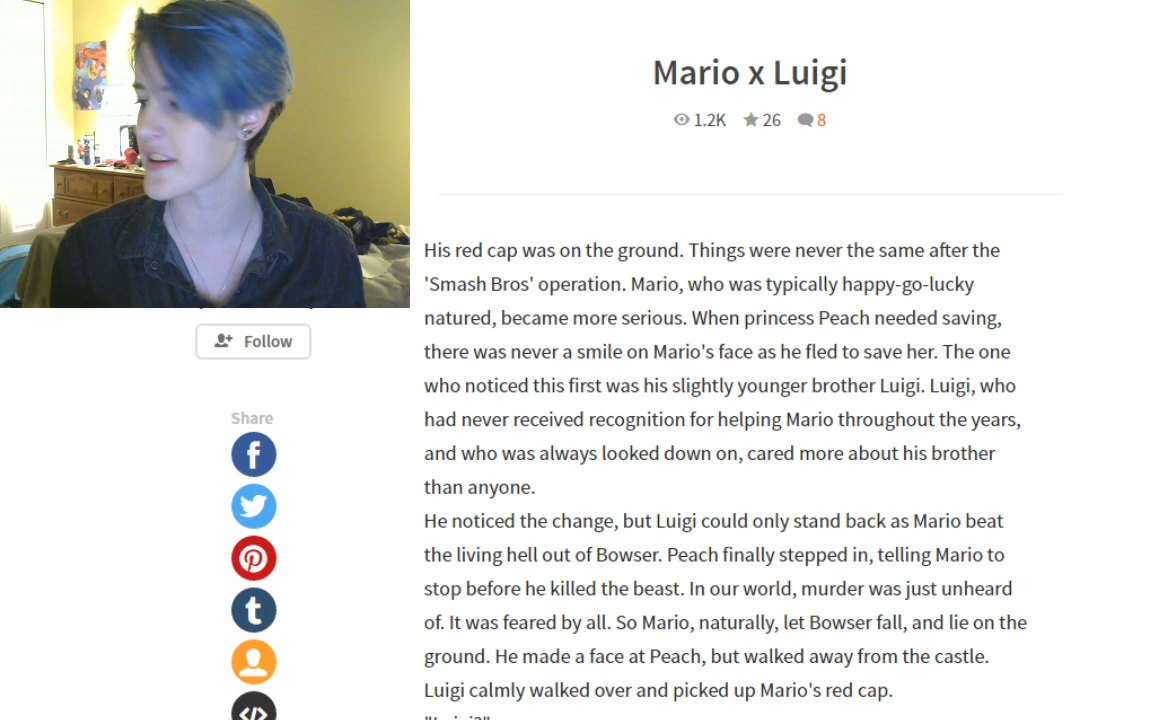 Mario x Luigi
1.2K 26 8
His red cap was on the ground. Things were never the same after the
'Smash Bros' operation. Mario, who was typically happy-go-lucky
natured, became more serious. When princess Peach needed saving,
there was never a smile on Mario's face as he fled to save her. The one
who noticed this first was his slightly younger brother Luigi. Luigi, who
had never received recognition for helping Mario throughout the years,
and who was always looked down on, cared more about his brother
than anyone.
He noticed the change, but Luigi could only stand back as Mario beat
the living hell out of Bowser. Peach finally stepped in, telling Mario to
stop before he killed the beast. In our world, murder was just unheard
of. It was feared by all. So Mario, naturally, let Bowser fall, and lie on the
ground. He made a face at Peach, but walked away from the castle.
Luigi calmly walked over and picked up Mario's red cap.
Follow
Share